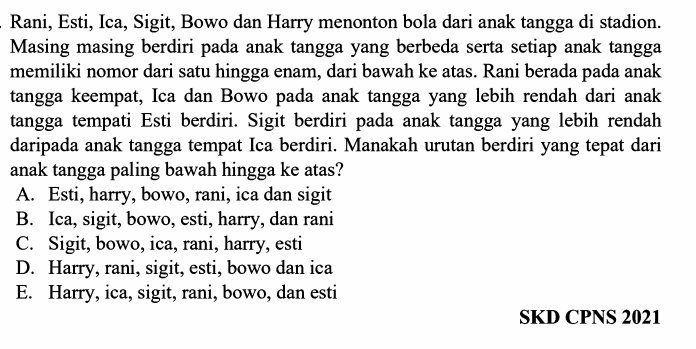 . Rani, Esti, Ica, Sigit, Bowo dan Harry menonton bola dari anak tangga di stadion.
Masing masing berdiri pada anak tangga yang berbeda serta setiap anak tangga
memiliki nomor dari satu hingga enam, dari bawah ke atas. Rani berada pada anak
tangga keempat, Ica dan Bowo pada anak tangga yang lebih rendah dari anak
tangga tempati Esti berdiri. Sigit berdiri pada anak tangga yang lebih rendah
daripada anak tangga tempat Ica berdiri. Manakah urutan berdiri yang tepat dari
anak tangga paling bawah hingga ke atas?
A. Esti, harry, bowo, rani, ica dan sigit
B. Ica, sigit, bowo, esti, harry, dan rani
C. Sigit, bowo, ica, rani, harry, esti
D. Harry, rani, sigit, esti, bowo dan ica
E. Harry, ica, sigit, rani, bowo, dan esti
SKD CPNS 2021